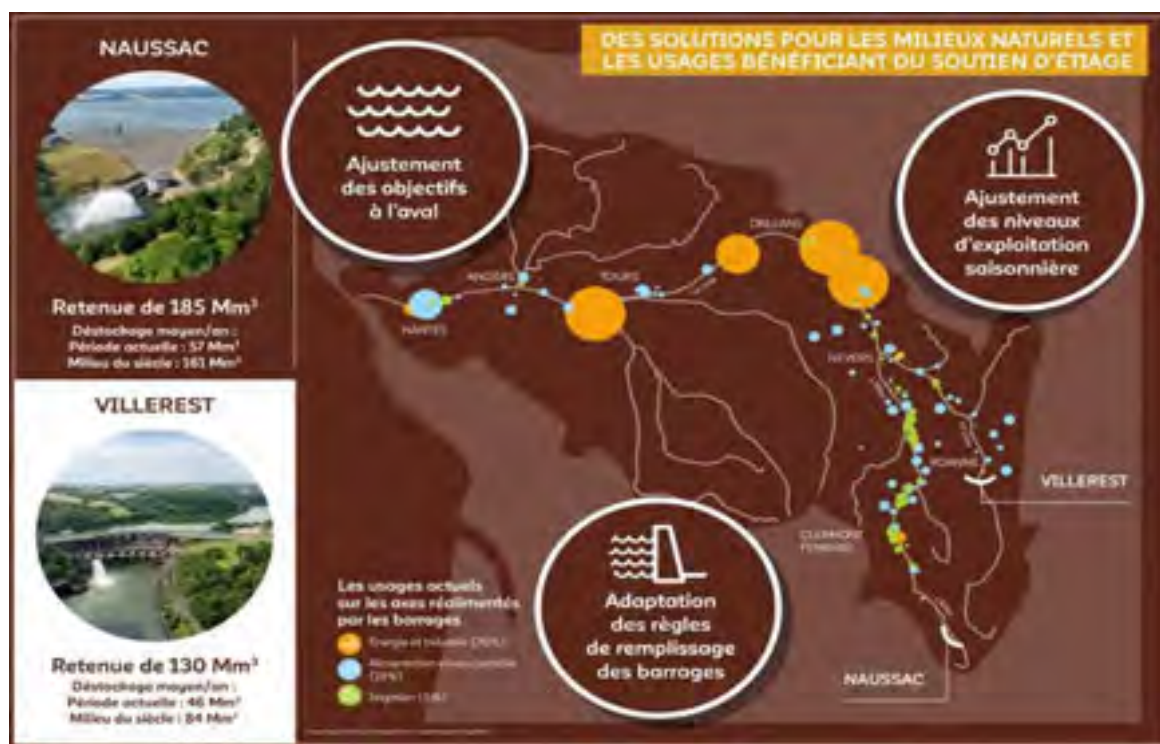 NAUSSAC
Retenue de 185 Mm³
Déstockage moyen/an :
Période actuelle : 57 Mm³
Milieu du siècle : 161 Mm³
VILLEREST
Retenue de 130 Mm³
Déstockage moyen/an :
Période actuelle : 46 Mm³
Milieu du siècle : 84 Mm³
DES SOLUTIONS POUR LES MILIEUX NATURELS ET
LES USAGES BÉNÉFICIANT DU SOUTIEN D'ÉTIAGE
Ajustement
des objectifs
à l'aval
Ajustement
des niveaux
d'exploitation
saisonnière
ORLÉANS
ANGERS
TOURS
NANTES
NEVERS
ROANNE
VILLEREST
CLERMONT
FERRAND
NAUSSAC
Adaptation
des règles
de remplissage
des barrages
Les usages actuels
sur les axes réalimentés
par les barrages
Énergie et industrie
Irrigation